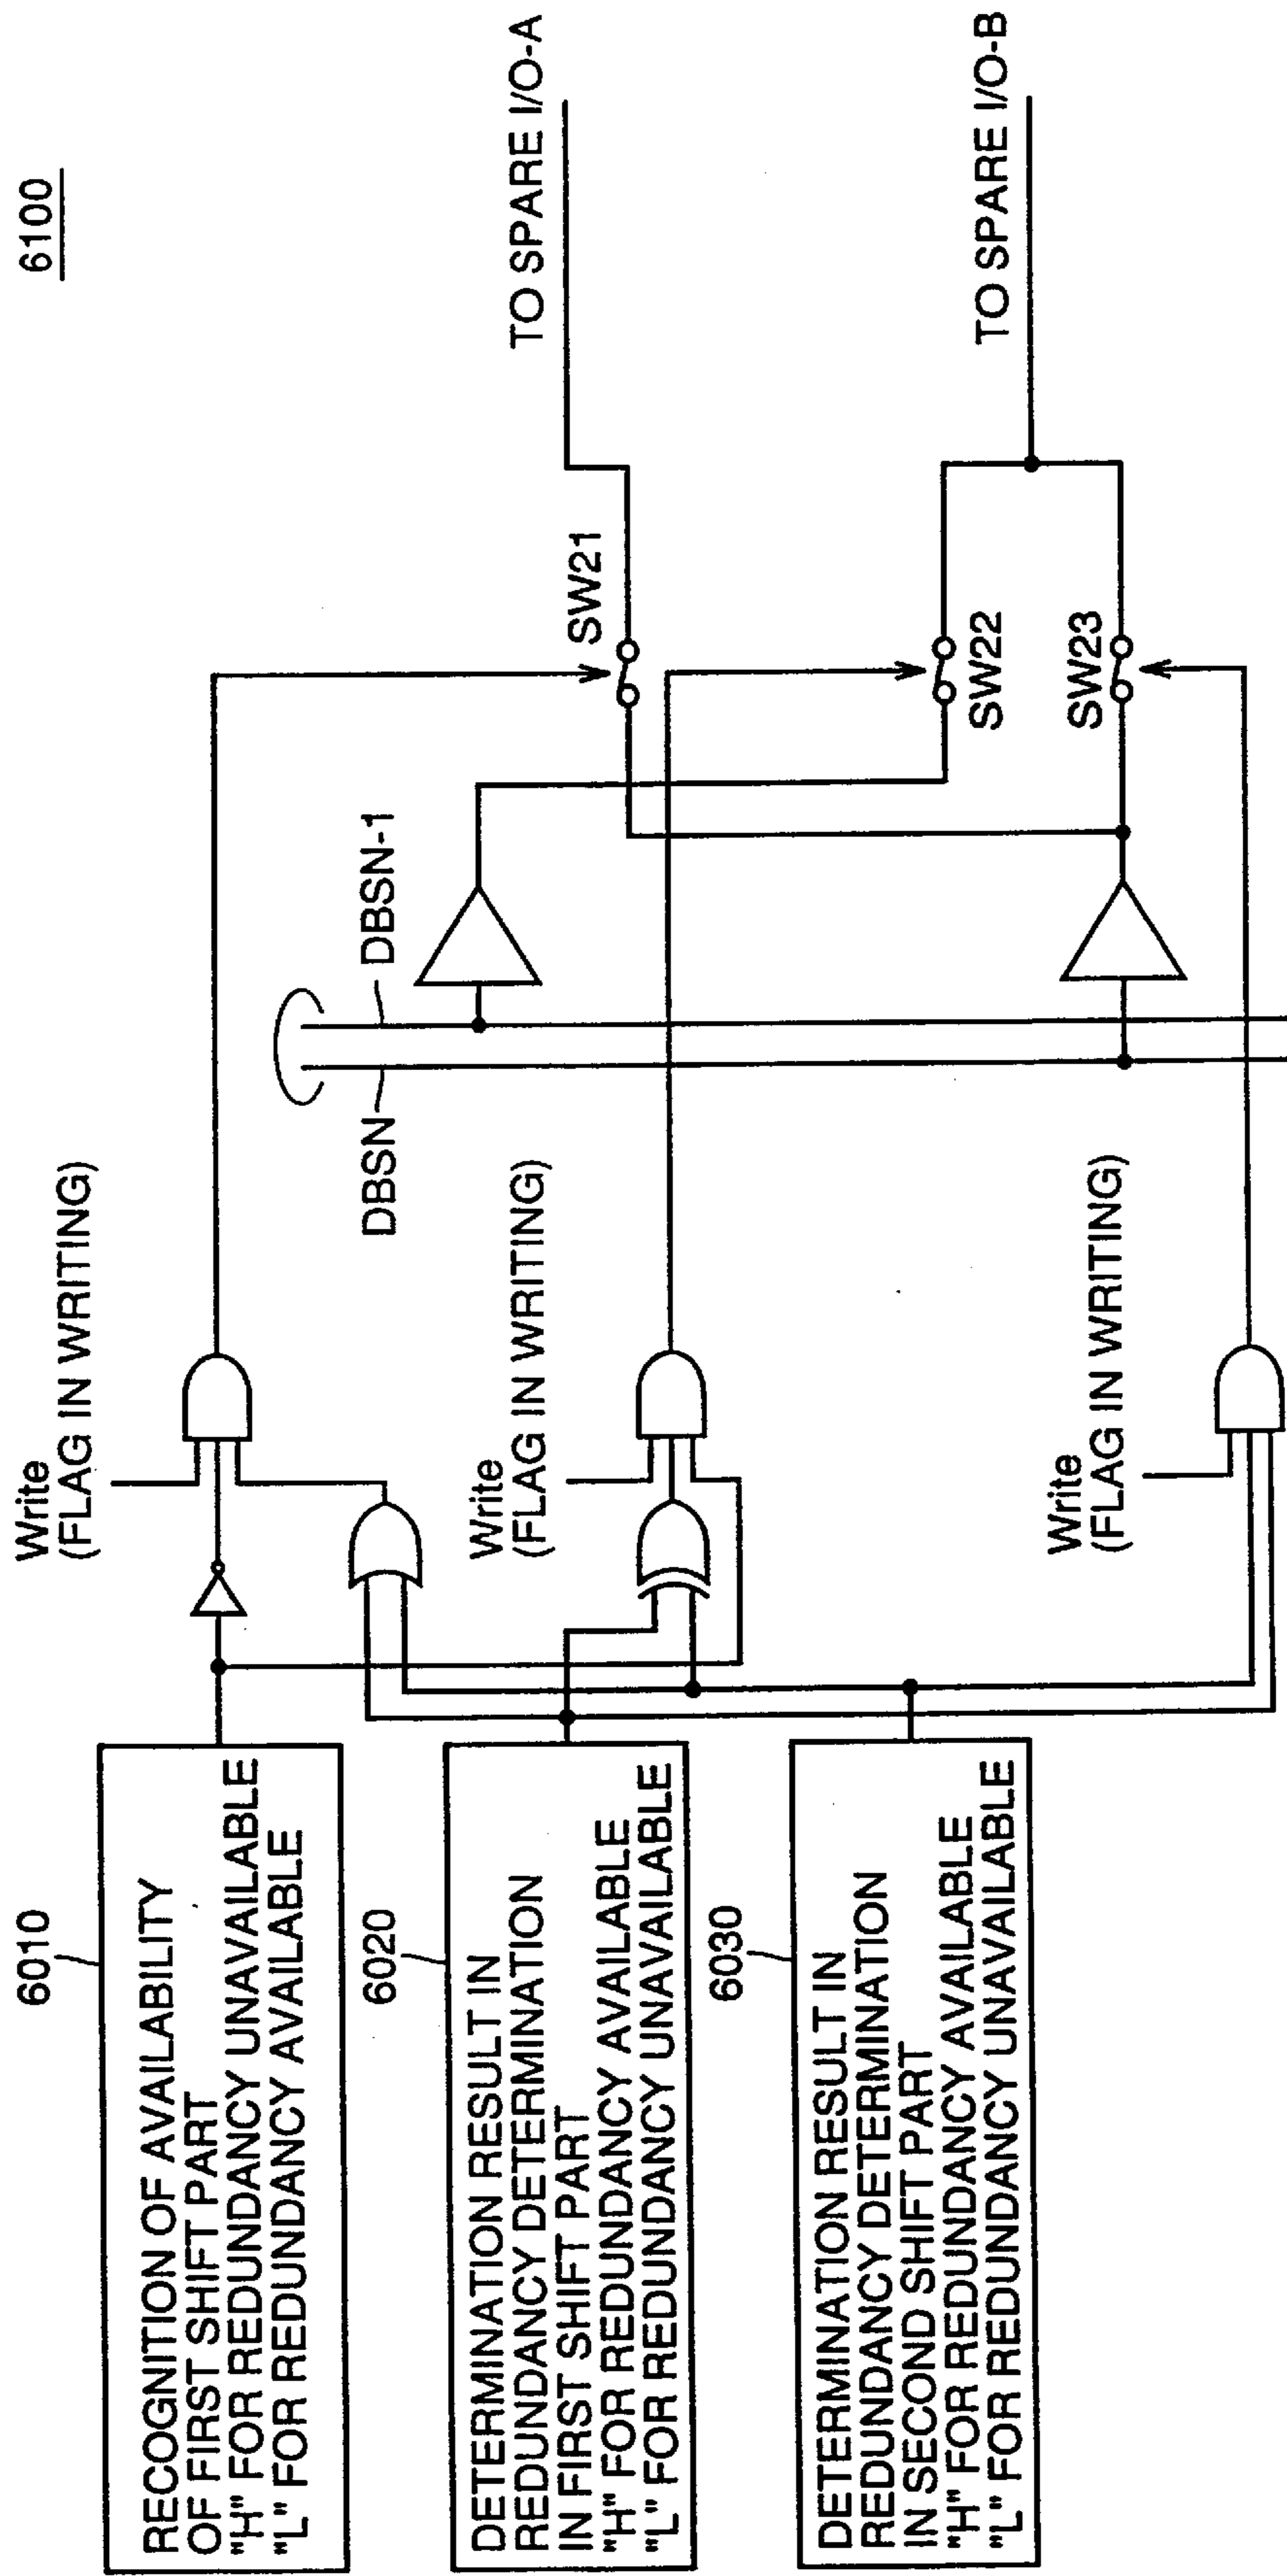 6100
6010
RECOGNITION OF AVAILABILITY
OF FIRST SHIFT PART
"H" FOR REDUNDANCY UNAVAILABLE
"L" FOR REDUNDANCY AVAILABLE
6020
DETERMINATION RESULT IN
REDUNDANCY DETERMINATION
IN FIRST SHIFT PART
"H" FOR REDUNDANCY AVAILABLE
"L" FOR REDUNDANCY UNAVAILABLE
6030
DETERMINATION RESULT IN
REDUNDANCY DETERMINATION
IN SECOND SHIFT PART
"H" FOR REDUNDANCY AVAILABLE
"L" FOR REDUNDANCY UNAVAILABLE
Write
(FLAG IN WRITING)
Write
(FLAG IN WRITING)
Write
(FLAG IN WRITING)
DBSN
DBSN-1
SW21
SW22
SW23
TO SPARE I/O-A
TO SPARE I/O-B